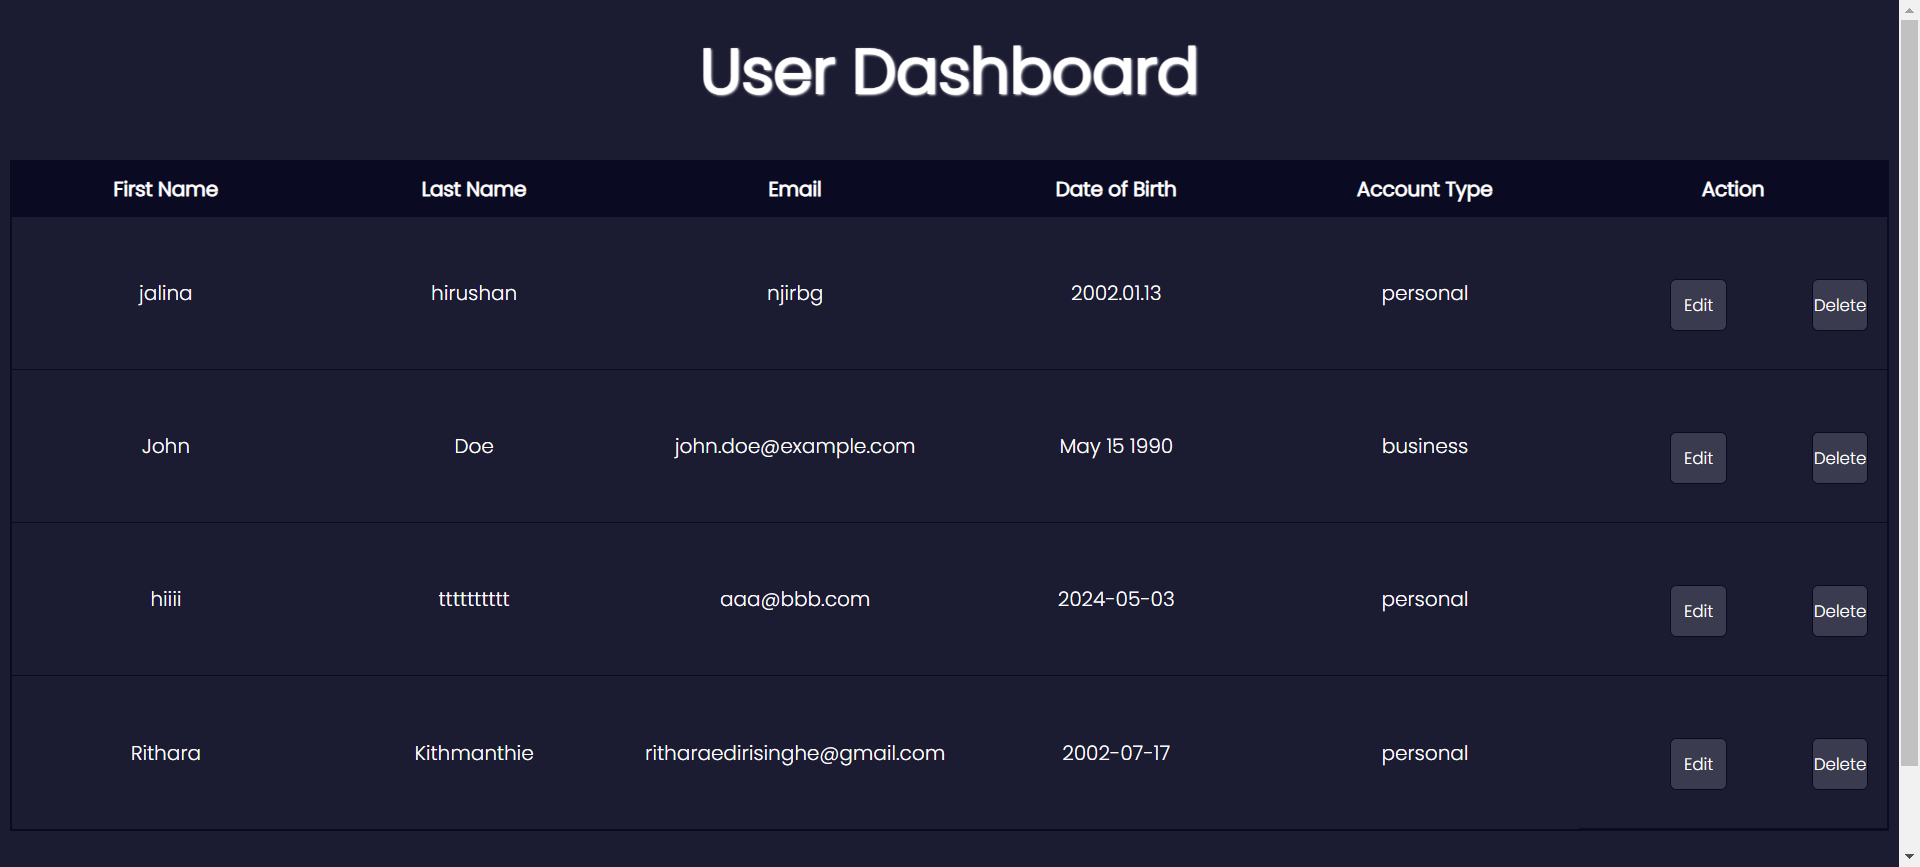 User Dashboard
First Name Last Name Email Date of Birth Account Type Action
jalina hirushan njirbg 2002.01.13 personal Edit Delete
John Doe john.doe@example.com May 15 1990 business Edit Delete
hiiii tttttttttt aaa@bbb.com 2024-05-03 personal Edit Delete
Rithara Kithmanthie ritharaedirisinghe@gmail.com 2002-07-17 personal Edit Delete